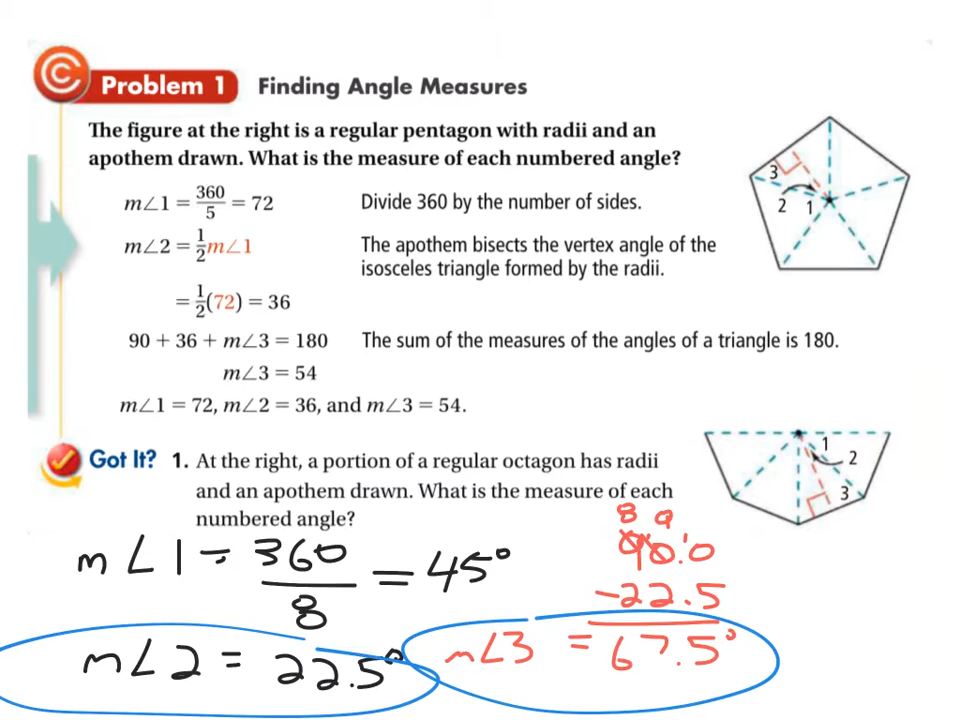 C
Problem 1 Finding Angle Measures
The figure at the right is a regular pentagon with radii and an
apothem drawn. What is the measure of each numbered angle?
3
2 1
m∠1 = 360/5 = 72 Divide 360 by the number of sides.
m∠2 = 1/2 m∠1 The apothem bisects the vertex angle of the
isosceles triangle formed by the radii.
= 1/2(72) = 36
90 + 36 + m∠3 = 180 The sum of the measures of the angles of a triangle is 180.
m∠3 = 54
m∠1 = 72, m∠2 = 36, and m∠3 = 54.
Got It? 1. At the right, a portion of a regular octagon has radii
and an apothem drawn. What is the measure of each
numbered angle?
1
2
3
m∠1 = 360/8 = 45°
8 9
90.10
-22.5
m∠2 = 22.5°
m∠3 = 67.5°